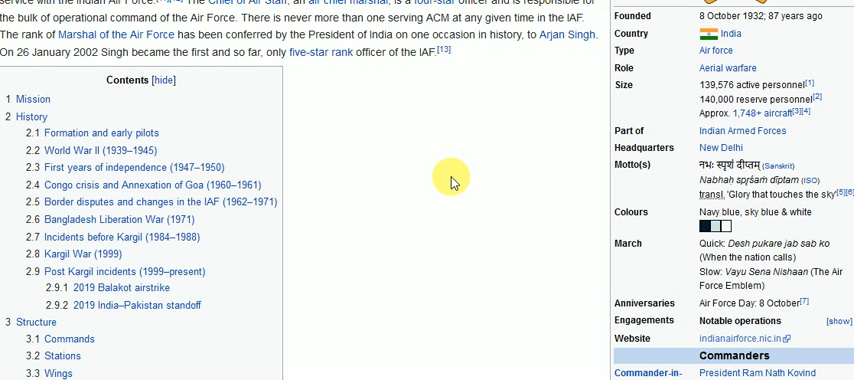 service with the Indian Air Force. The Chief of Air Staff, an air chief marshal, is a four-star officer and is responsible for
the bulk of operational command of the Air Force. There is never more than one serving ACM at any given time in the IAF.
The rank of Marshal of the Air Force has been conferred by the President of India on one occasion in history, to Arjan Singh.
On 26 January 2002 Singh became the first and so far, only five-star rank officer of the IAF.[13]
Contents [hide]
1 Mission
2 History
2.1 Formation and early pilots
2.2 World War II (1939–1945)
2.3 First years of independence (1947–1950)
2.4 Congo crisis and Annexation of Goa (1960–1961)
2.5 Border disputes and changes in the IAF (1962–1971)
2.6 Bangladesh Liberation War (1971)
2.7 Incidents before Kargil (1984–1988)
2.8 Kargil War (1999)
2.9 Post Kargil incidents (1999–present)
2.9.1 2019 Balakot airstrike
2.9.2 2019 India–Pakistan standoff
3 Structure
3.1 Commands
3.2 Stations
3.3 Wings
Founded 8 October 1932; 87 years ago
Country India
Type Air force
Role Aerial warfare
Size 139,576 active personnel[1]
140,000 reserve personnel[2]
Approx. 1,748+ aircraft[3][4]
Part of Indian Armed Forces
Headquarters New Delhi
Motto(s) नभः स्पृशं दीप्तम् (Sanskrit)
Nabhaḥ spṛśaṁ dīptam (ISO)
transl. 'Glory that touches the sky'[5][6]
Colours Navy blue, sky blue & white
March Quick: Desh pukare jab sab ko
(When the nation calls)
Slow: Vayu Sena Nishaan (The Air
Force Emblem)
Anniversaries Air Force Day: 8 October[7]
Engagements Notable operations [show]
Website indianairforce.nic.in
Commanders
Commander-in- President Ram Nath Kovind